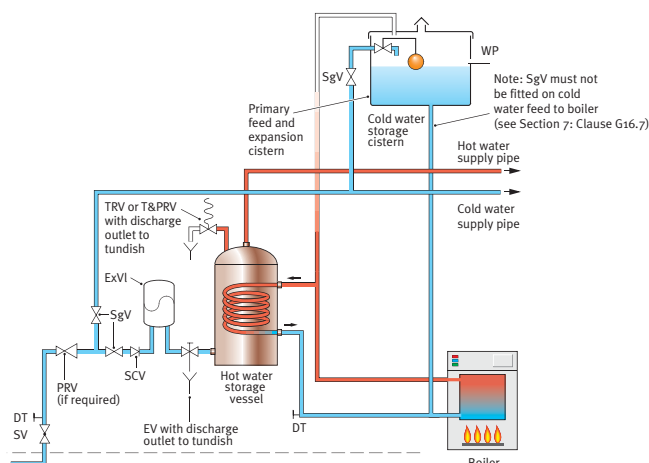 WP
SgV
Note: SgV must not
be fitted on cold
water feed to boiler
(see Section 7: Clause G16.7)
Primary
feed and
expansion
cistern
Cold water
storage
cistern
Hot water
supply pipe
TRV or T&PRV
with discharge
outlet to
tundish
Cold water
supply pipe
ExVl
SgV
SCV
PRV
(if required)
Hot water
storage
vessel
DT
SV
EV with discharge
outlet to tundish
DT
Boiler